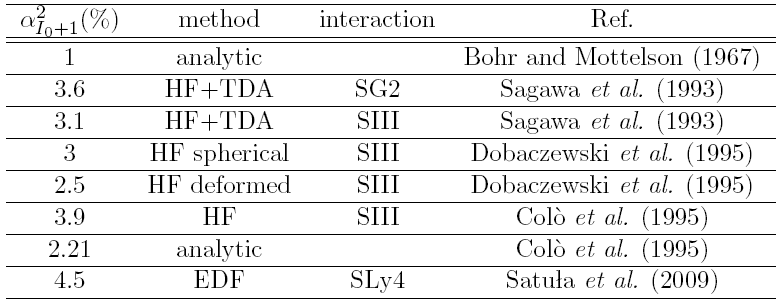 α²_{I₀+1}(%) method interaction Ref.
1 analytic Bohr and Mottelson (1967)
3.6 HF+TDA SG2 Sagawa et al. (1993)
3.1 HF+TDA SIII Sagawa et al. (1993)
3 HF spherical SIII Dobaczewski et al. (1995)
2.5 HF deformed SIII Dobaczewski et al. (1995)
3.9 HF SIII Colò et al. (1995)
2.21 analytic Colò et al. (1995)
4.5 EDF SLy4 Satuła et al. (2009)